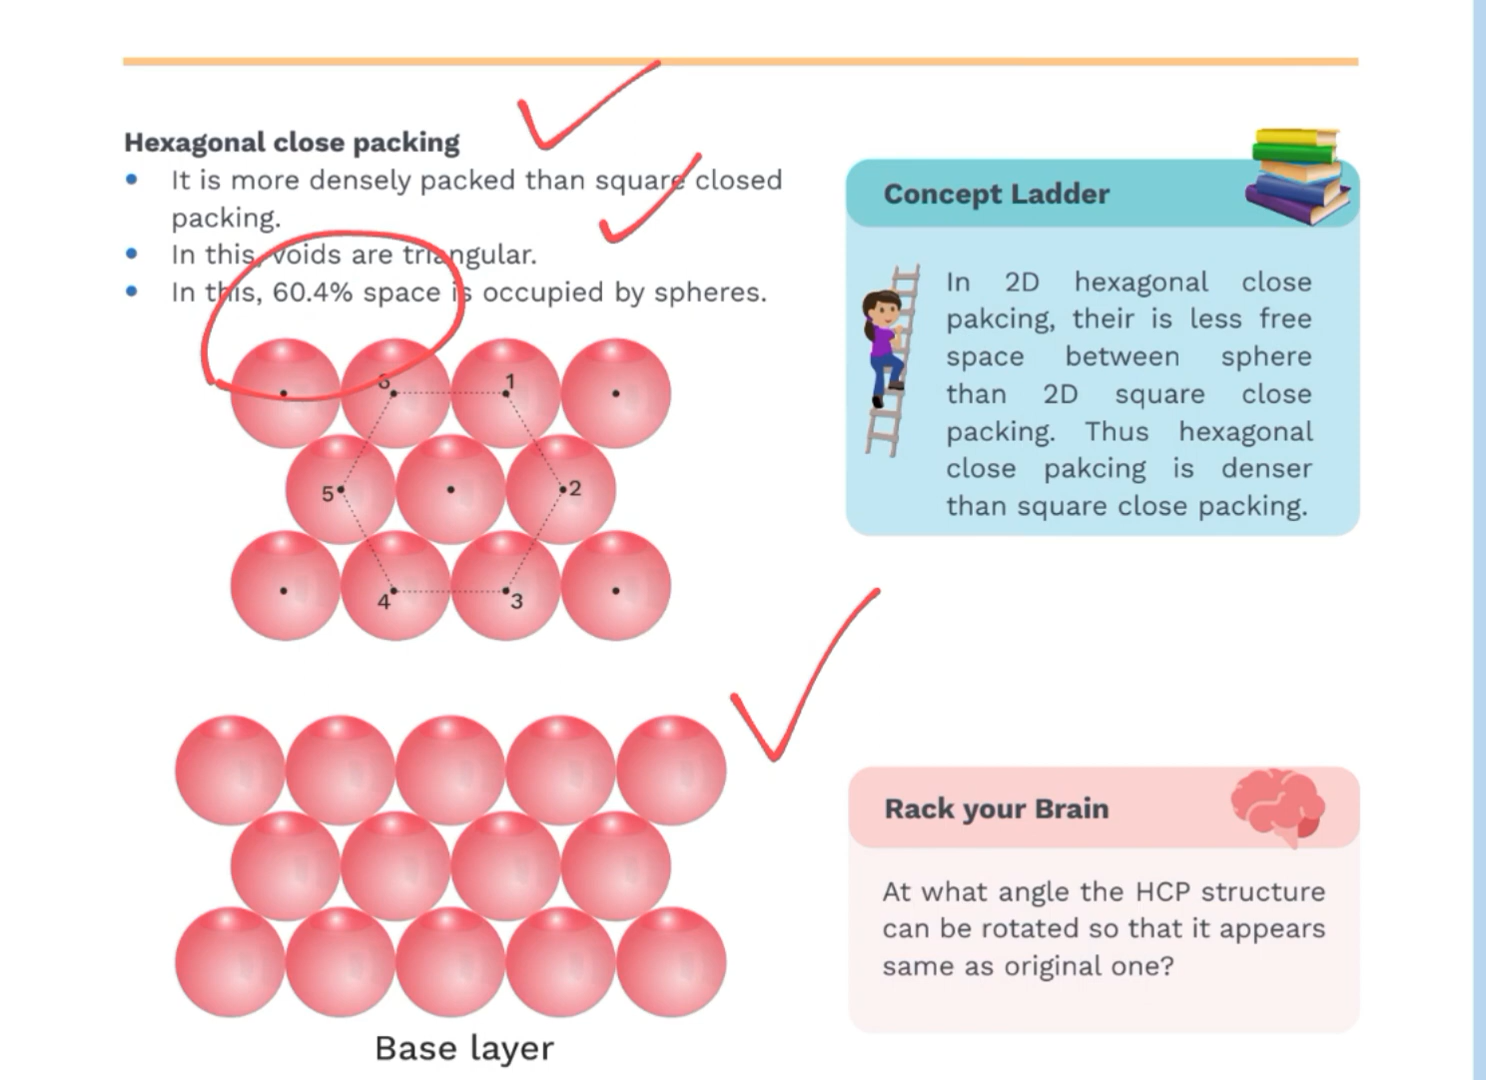 Hexagonal close packing
• It is more densely packed than square closed
packing.
• In this, voids are triangular.
• In this, 60.4% space is occupied by spheres.
6 1
5 2
4 3
Base layer
Concept Ladder
In 2D hexagonal close
pakcing, their is less free
space between sphere
than 2D square close
packing. Thus hexagonal
close pakcing is denser
than square close packing.
Rack your Brain
At what angle the HCP structure
can be rotated so that it appears
same as original one?